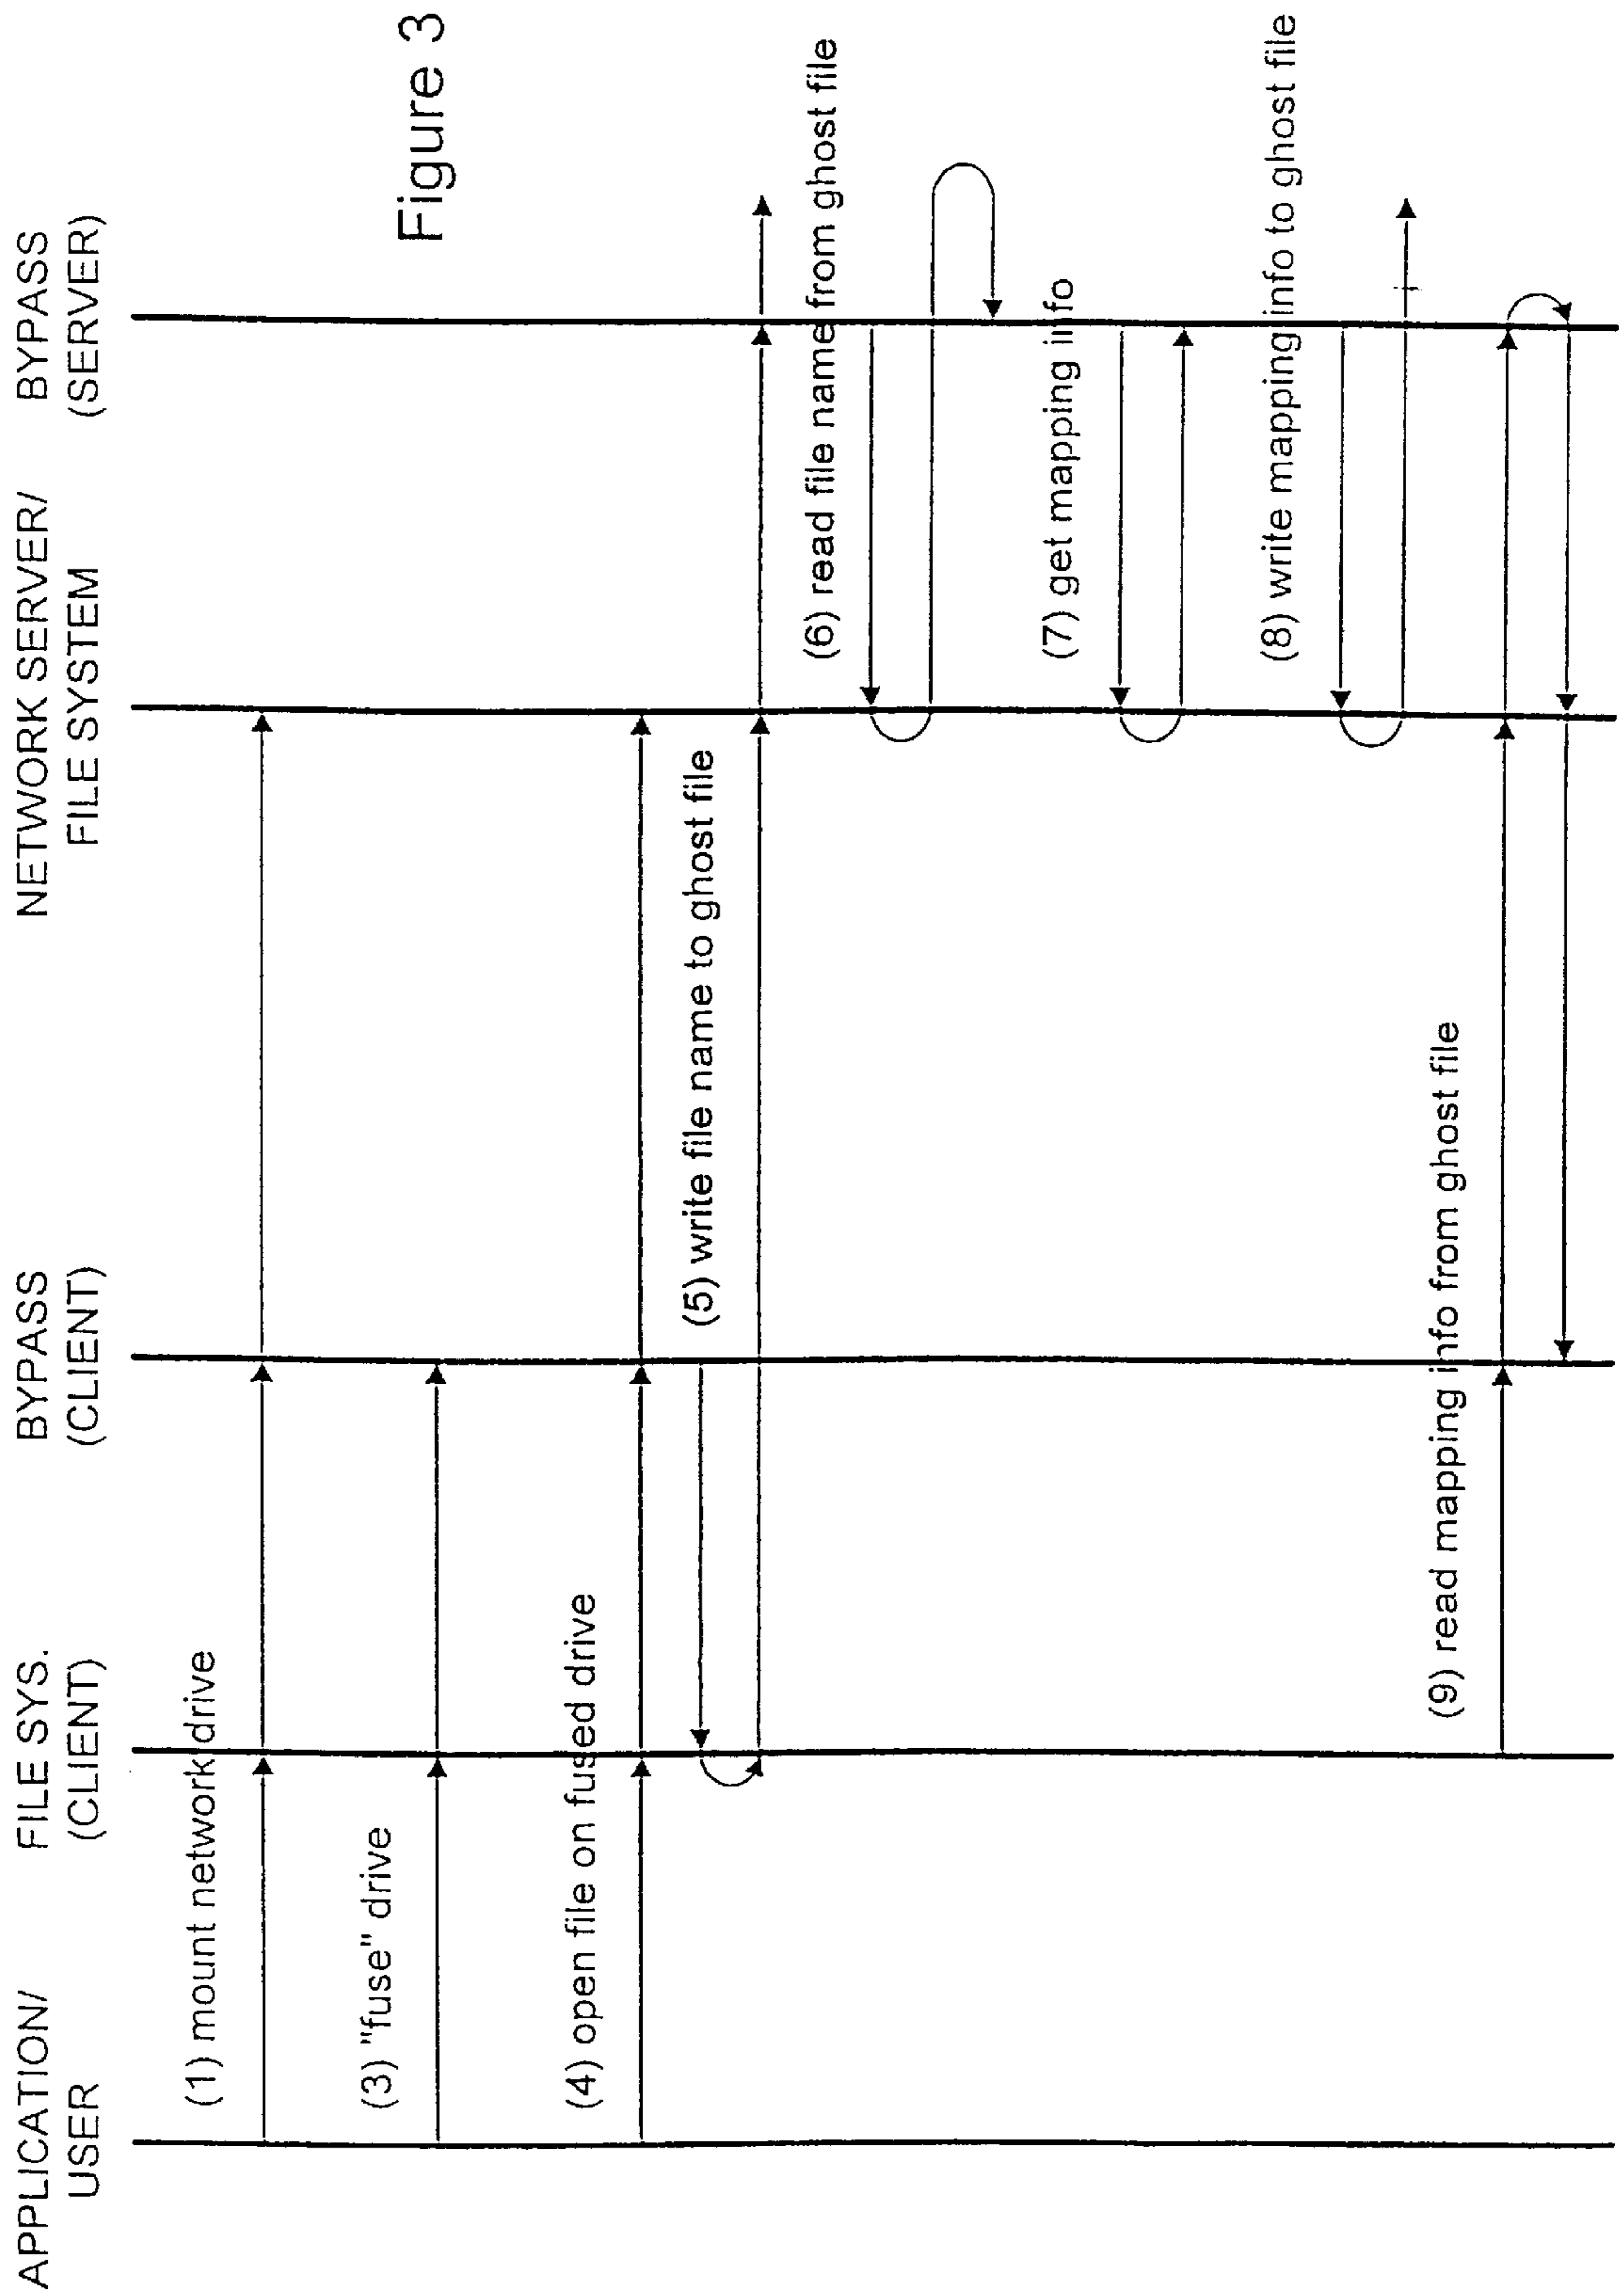 APPLICATION/
USER
FILE SYS.
(CLIENT)
BYPASS
(CLIENT)
NETWORK SERVER/
FILE SYSTEM
BYPASS
(SERVER)
(1) mount network drive
(3) "fuse" drive
Figure 3
(4) open file on fused drive
(5) write file name to ghost file
(6) read file name from ghost file
(7) get mapping info
(8) write mapping info to ghost file
(9) read mapping info from ghost file